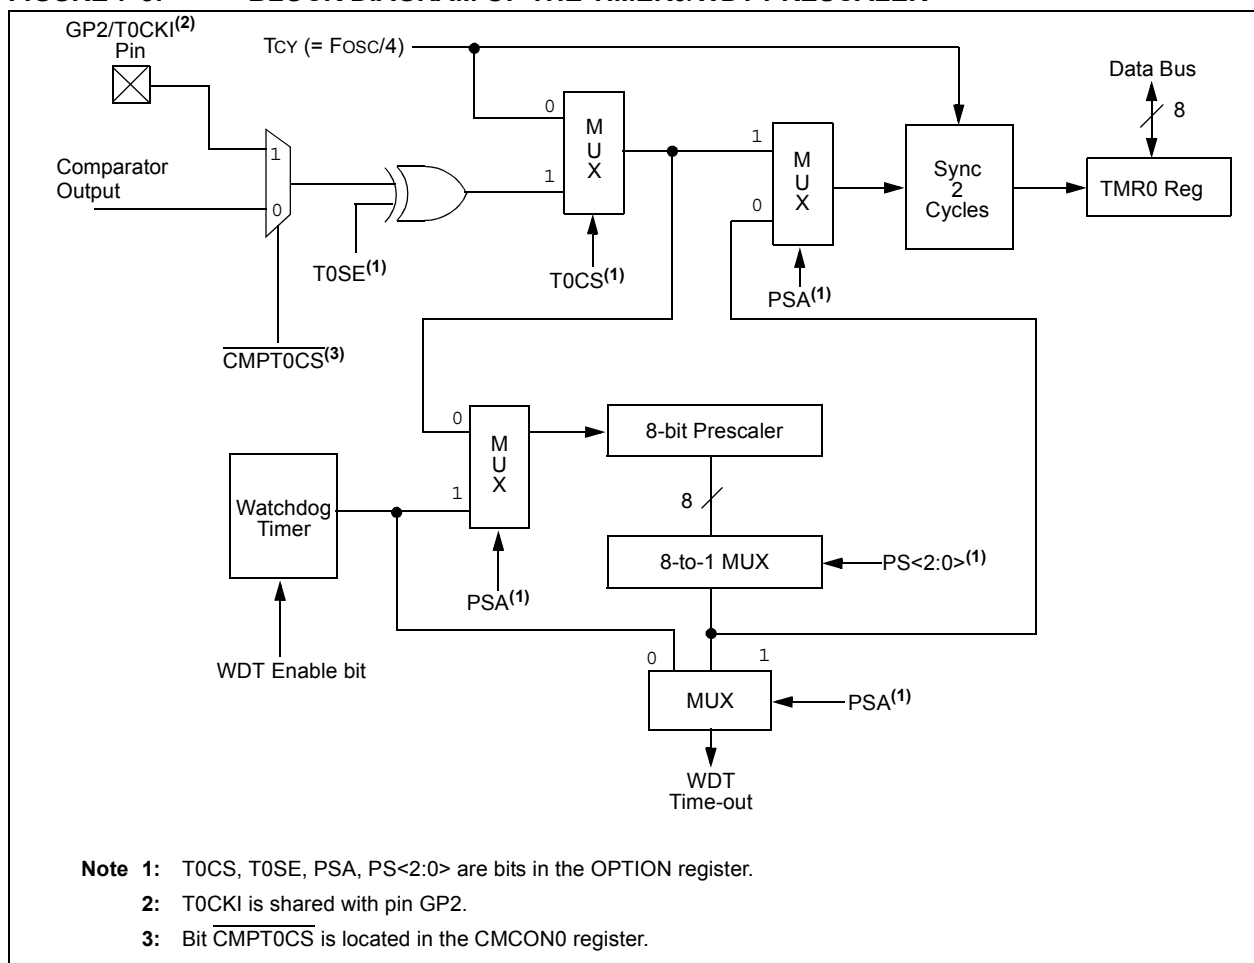 GP2/T0CKI(2)
Pin
TCY (= FOSC/4)
Data Bus
8
0
M
U
X
1
M
U
X
1
0
Sync
2
Cycles
TMR0 Reg
1
0
Comparator
Output
T0SE(1)
T0CS(1)
PSA(1)
CMPT0CS(3)
0
M
U
X
1
8-bit Prescaler
8
Watchdog
Timer
8-to-1 MUX
PS<2:0>(1)
PSA(1)
WDT Enable bit
0
1
MUX
PSA(1)
WDT
Time-out
Note 1: T0CS, T0SE, PSA, PS<2:0> are bits in the OPTION register.
2: T0CKI is shared with pin GP2.
3: Bit CMPT0CS is located in the CMCON0 register.